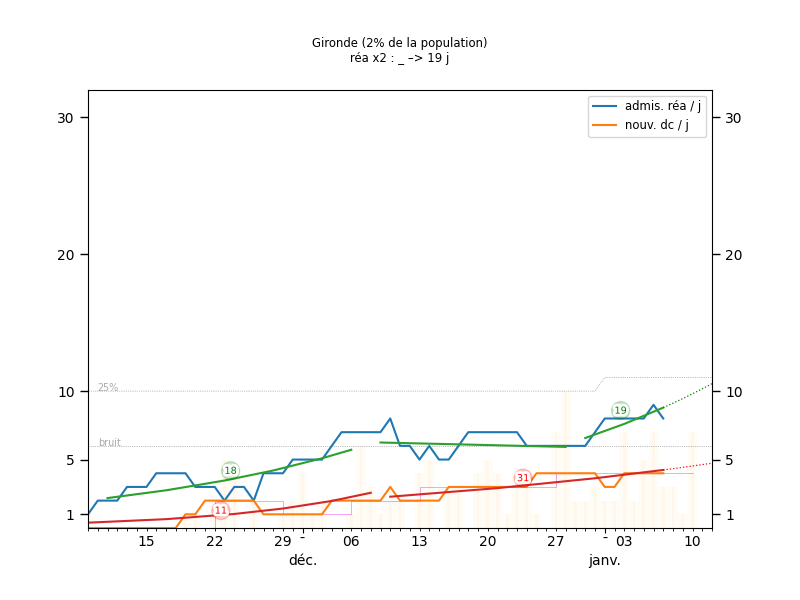 Gironde (2% de la population)
réa x2 : _ –> 19 j
admis. réa / j
nouv. dc / j
30 30
20 20
10 10
5 5
1 1
25%
bruit
18
11
31
19
15 22 29 - 06 13 20 27 - 03 10
déc. janv.